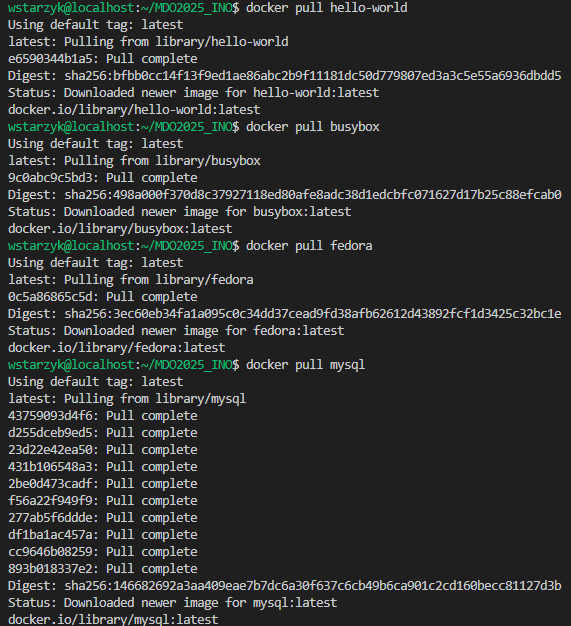 wstarzyk@localhost:~/MDO2025_INO$ docker pull hello-world
Using default tag: latest
latest: Pulling from library/hello-world
e6590344b1a5: Pull complete
Digest: sha256:bfbb0cc14f13f9ed1ae86abc2b9f11181dc50d779807ed3a3c5e55a6936dbdd5
Status: Downloaded newer image for hello-world:latest
docker.io/library/hello-world:latest
wstarzyk@localhost:~/MDO2025_INO$ docker pull busybox
Using default tag: latest
latest: Pulling from library/busybox
9c0abc9c5bd3: Pull complete
Digest: sha256:498a000f370d8c37927118ed80afe8adc38d1edcbfc071627d17b25c88efcab0
Status: Downloaded newer image for busybox:latest
docker.io/library/busybox:latest
wstarzyk@localhost:~/MDO2025_INO$ docker pull fedora
Using default tag: latest
latest: Pulling from library/fedora
0c5a86865c5d: Pull complete
Digest: sha256:3ec60eb34fa1a095c0c34dd37cead9fd38afb62612d43892fcf1d3425c32bc1e
Status: Downloaded newer image for fedora:latest
docker.io/library/fedora:latest
wstarzyk@localhost:~/MDO2025_INO$ docker pull mysql
Using default tag: latest
latest: Pulling from library/mysql
43759093d4f6: Pull complete
d255dceb9ed5: Pull complete
23d22e42ea50: Pull complete
431b106548a3: Pull complete
2be0d473cadf: Pull complete
f56a22f949f9: Pull complete
277ab5f6ddde: Pull complete
df1ba1ac457a: Pull complete
cc9646b08259: Pull complete
893b018337e2: Pull complete
Digest: sha256:146682692a3aa409eae7b7dc6a30f637c6cb49b6ca901c2cd160becc81127d3b
Status: Downloaded newer image for mysql:latest
docker.io/library/mysql:latest